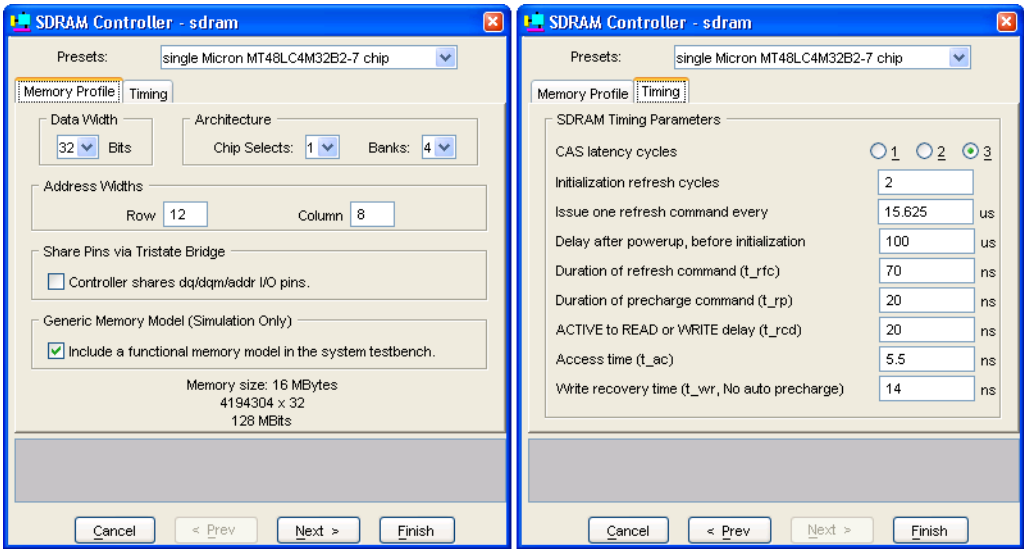 SDRAM Controller - sdram
Presets: single Micron MT48LC4M32B2-7 chip
Memory Profile Timing
Data Width Architecture
32 Bits Chip Selects: 1 Banks: 4
Address Widths
Row 12 Column 8
Share Pins via Tristate Bridge
Controller shares dq/dqm/addr I/O pins.
Generic Memory Model (Simulation Only)
Include a functional memory model in the system testbench.
Memory size: 16 MBytes
4194304 x 32
128 MBits
Cancel < Prev Next > Finish
SDRAM Controller - sdram
Presets: single Micron MT48LC4M32B2-7 chip
Memory Profile Timing
SDRAM Timing Parameters
CAS latency cycles 1 2 3
Initialization refresh cycles 2
Issue one refresh command every 15.625 us
Delay after powerup, before initialization 100 us
Duration of refresh command (t_rfc) 70 ns
Duration of precharge command (t_rp) 20 ns
ACTIVE to READ or WRITE delay (t_rcd) 20 ns
Access time (t_ac) 5.5 ns
Write recovery time (t_wr, No auto precharge) 14 ns
Cancel < Prev Next > Finish